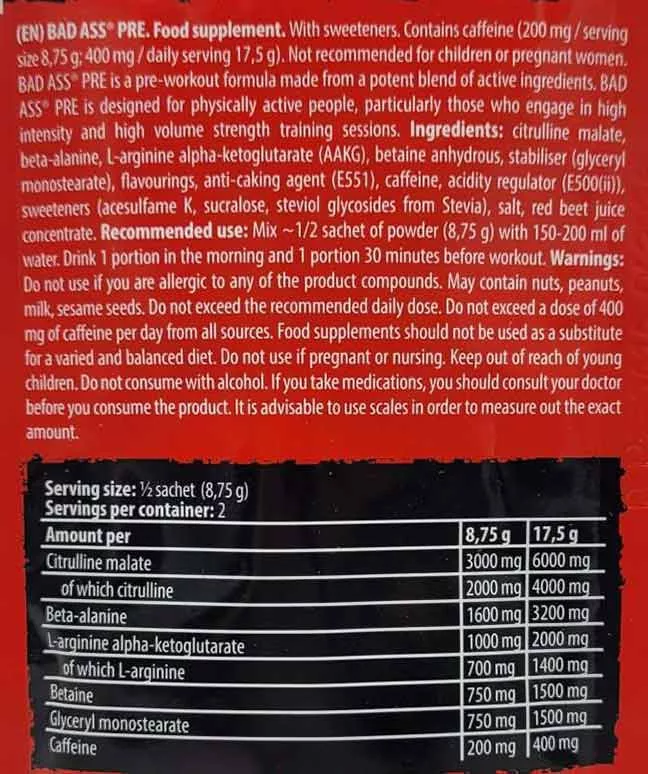 (EN) BAD ASS® PRE. Food supplement. With sweeteners. Contains caffeine (200 mg / serving
size 8,75 g; 400 mg / daily serving 17,5 g). Not recommended for children or pregnant women.
BAD ASS® PRE is a pre-workout formula made from a potent blend of active ingredients. BAD
ASS® PRE is designed for physically active people, particularly those who engage in high
intensity and high volume strength training sessions. Ingredients: citrulline malate,
beta-alanine, L-arginine alpha-ketoglutarate (AAKG), betaine anhydrous, stabiliser (glyceryl
monostearate), flavourings, anti-caking agent (E551), caffeine, acidity regulator (E500(ii)),
sweeteners (acesulfame K, sucralose, steviol glycosides from Stevia), salt, red beet juice
concentrate. Recommended use: Mix ~1/2 sachet of powder (8,75 g) with 150-200 ml of
water. Drink 1 portion in the morning and 1 portion 30 minutes before workout. Warnings:
Do not use if you are allergic to any of the product compounds. May contain nuts, peanuts,
milk, sesame seeds. Do not exceed the recommended daily dose. Do not exceed a dose of 400
mg of caffeine per day from all sources. Food supplements should not be used as a substitute
for a varied and balanced diet. Do not use if pregnant or nursing. Keep out of reach of young
children. Do not consume with alcohol. If you take medications, you should consult your doctor
before you consume the product. It is advisable to use scales in order to measure out the exact
amount.
Serving size: ½ sachet (8,75 g)
Servings per container: 2
Amount per 8,75 g 17,5 g
Citrulline malate 3000 mg 6000 mg
of which citrulline 2000 mg 4000 mg
Beta-alanine 1600 mg 3200 mg
L-arginine alpha-ketoglutarate 1000 mg 2000 mg
of which L-arginine 700 mg 1400 mg
Betaine 750 mg 1500 mg
Glyceryl monostearate 750 mg 1500 mg
Caffeine 200 mg 400 mg